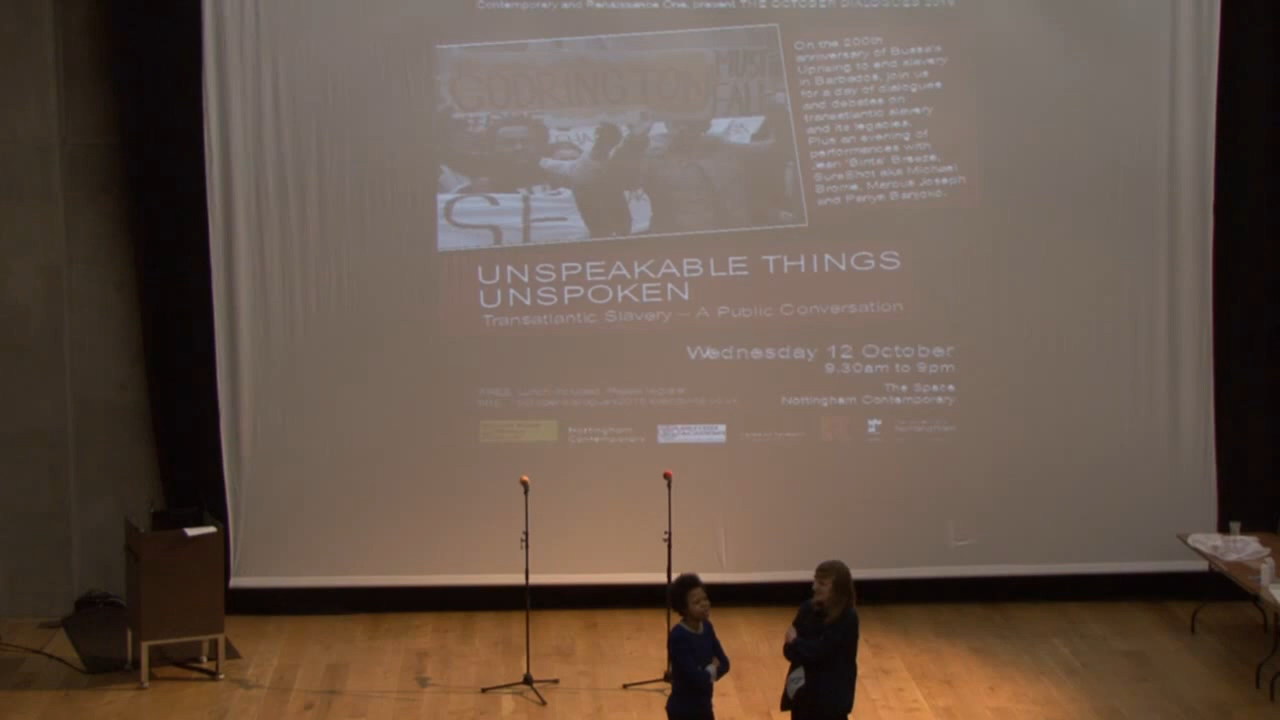 Contemporary and Renaissance One, present THE OCTOBER DIALOGUES 2016
CODRINGTON
MUST
FALL
SE
On the 200th
anniversary of Bussa's
Uprising to end slavery
in Barbados, join us
for a day of dialogues
and debates on
transatlantic slavery
and its legacies.
Plus an evening of
performances with
Jean 'Binta' Breeze,
SureShot aka Michael
Brome, Marcus Joseph
and Panya Banjoko.
UNSPEAKABLE THINGS
UNSPOKEN
Transatlantic Slavery – A Public Conversation
Wednesday 12 October
9.30am to 9pm
The Space
Nottingham Contemporary
FREE. Lunch included. Please register
Nottingham
Contemporary